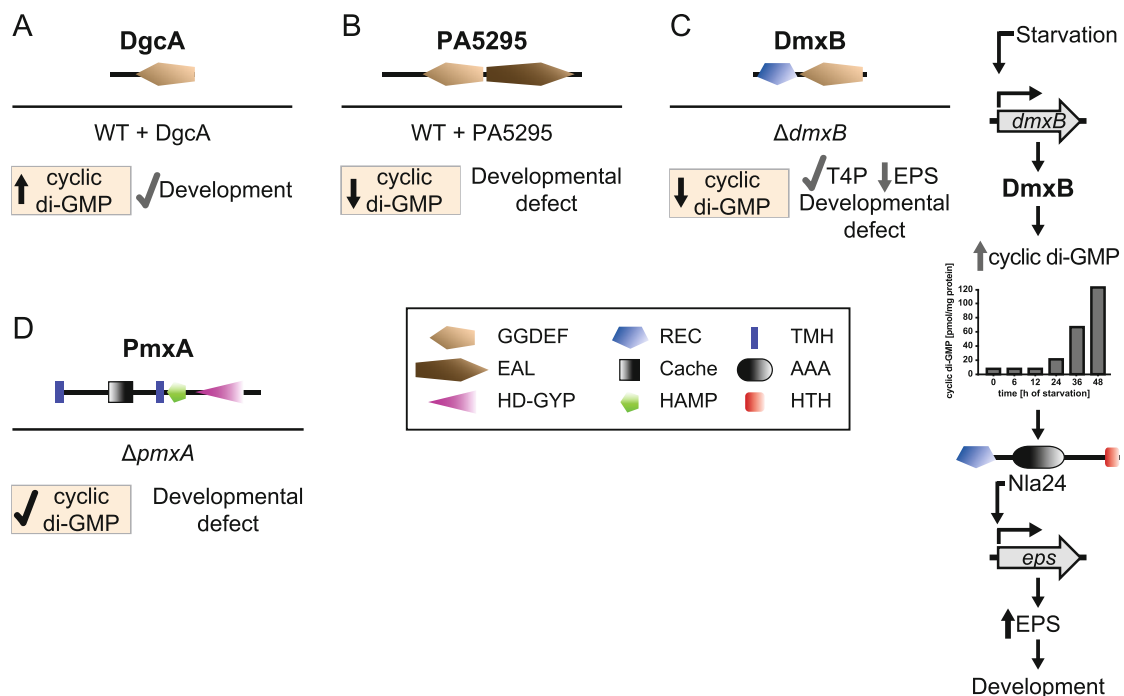 A
DgcA
WT + DgcA
cyclic
di-GMP
Development
B
PA5295
WT + PA5295
cyclic
di-GMP
Developmental
defect
C
DmxB
ΔdmxB
cyclic
di-GMP
T4P
EPS
Developmental
defect
D
PmxA
ΔpmxA
cyclic
di-GMP
Developmental
defect
GGDEF
REC
TMH
EAL
Cache
AAA
HD-GYP
HAMP
HTH
Starvation
dmxB
DmxB
cyclic di-GMP
cyclic di-GMP [pmol/mg protein]
120
100
80
60
40
20
0
0 6 12 24 36 48
time [h of starvation]
Nla24
eps
EPS
Development